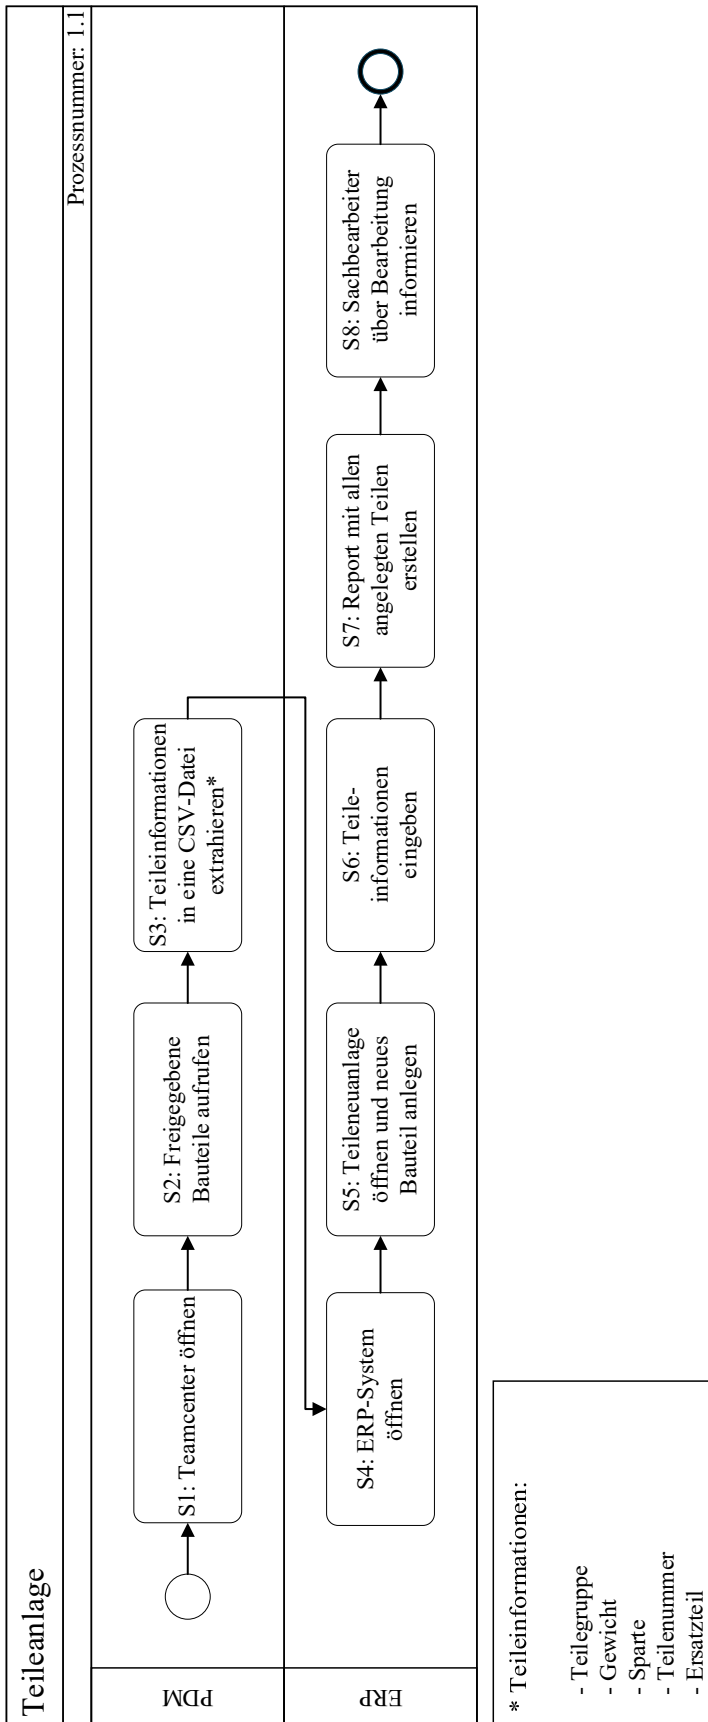 Teileanlage
Prozessnummer: 1.1
PDM
S1: Teamcenter öffnen
S2: Freigegebene
Bauteile aufrufen
S3: Teileinformationen
in eine CSV-Datei
extrahieren*
ERP
S4: ERP-System
öffnen
S5: Teileneuanlage
öffnen und neues
Bauteil anlegen
S6: Teile-
informationen
eingeben
S7: Report mit allen
angelegten Teilen
erstellen
S8: Sachbearbeiter
über Bearbeitung
informieren
* Teileinformationen:
- Teilegruppe
- Gewicht
- Sparte
- Teilenummer
- Ersatzteil